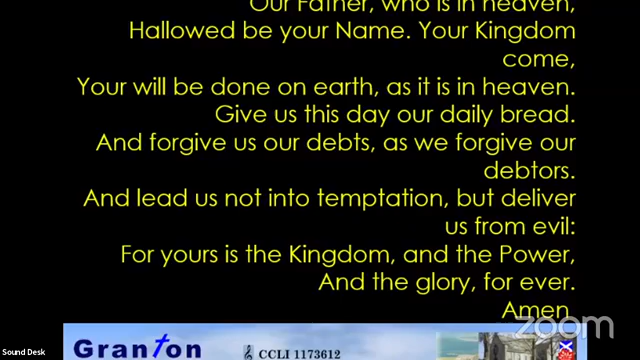 Our Father, who is in heaven,
Hallowed be your Name. Your Kingdom
come,
Your will be done on earth, as it is in heaven.
Give us this day our daily bread.
And forgive us our debts, as we forgive our
debtors.
And lead us not into temptation, but deliver
us from evil:
For yours is the Kingdom, and the Power,
And the glory, for ever.
Amen
zoom
Sound Desk
Granton
CCLI 1173612